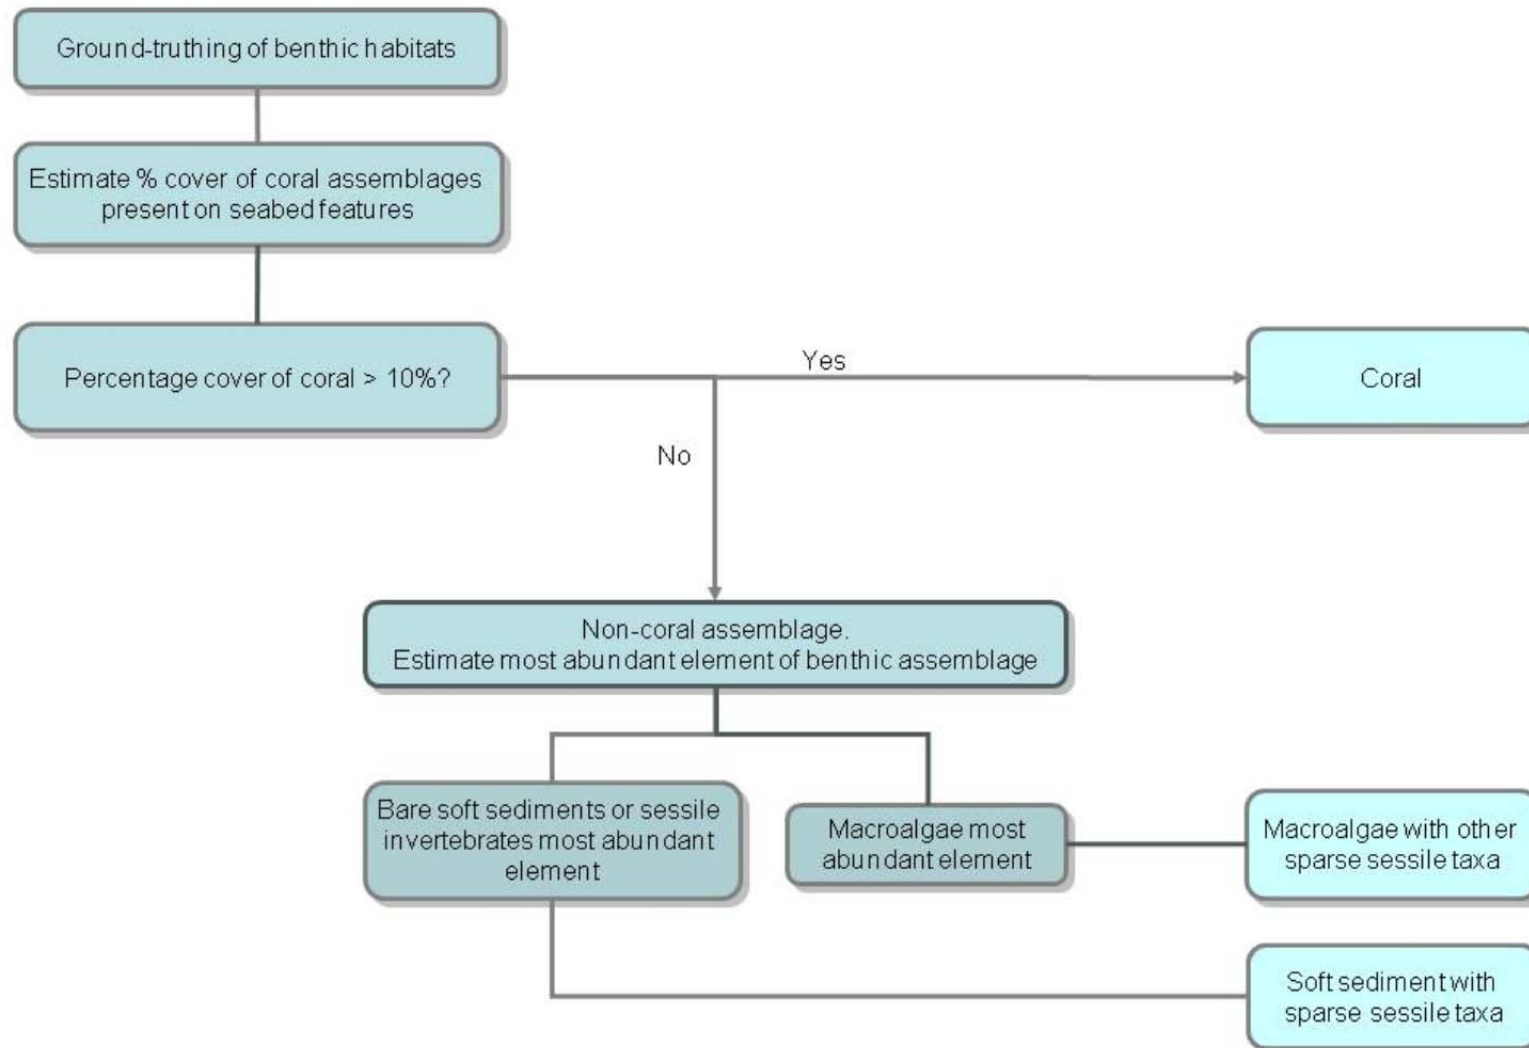 Ground-truthing of benthic habitats
Estimate % cover of coral assemblages
present on seabed features
Percentage cover of coral > 10%?
Yes
Coral
No
Non-coral assemblage.
Estimate most abundant element of benthic assemblage
Bare soft sediments or sessile
invertebrates most abundant
element
Macroalgae most
abundant element
Macroalgae with other
sparse sessile taxa
Soft sediment with
sparse sessile taxa